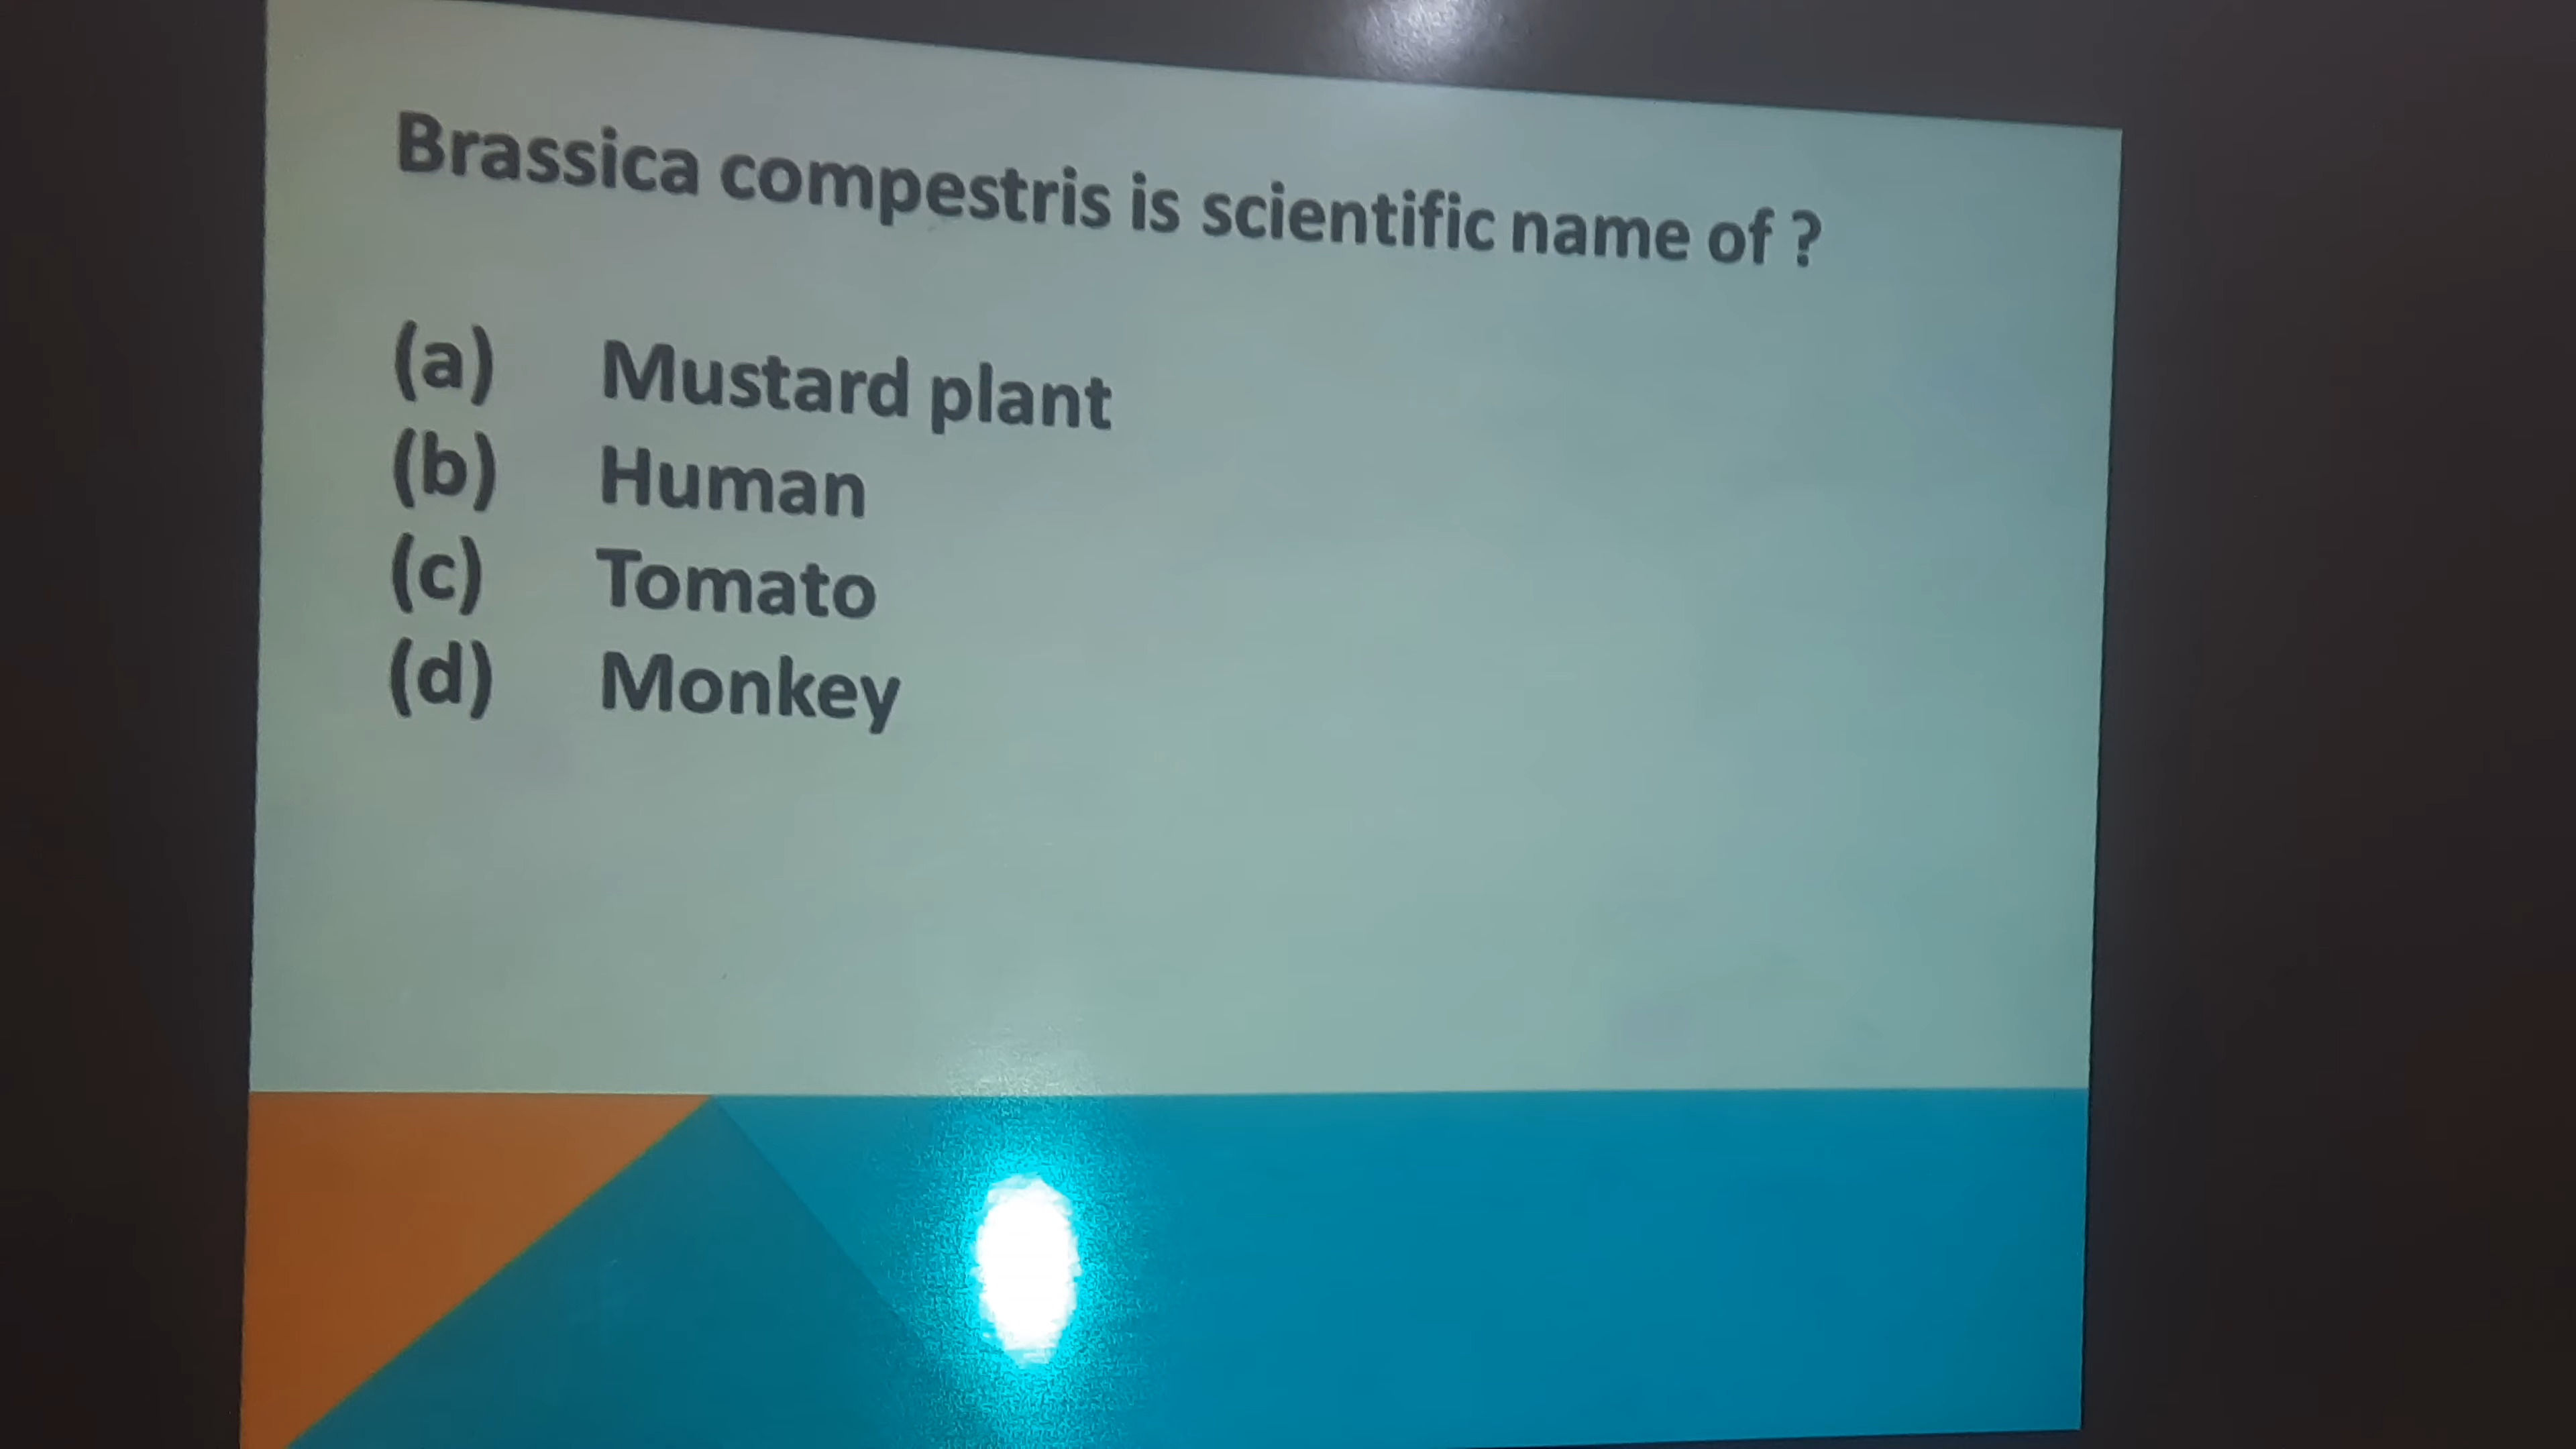 Brassica compestris is scientific name of ?
(a) Mustard plant
(b) Human
(c) Tomato
(d) Monkey